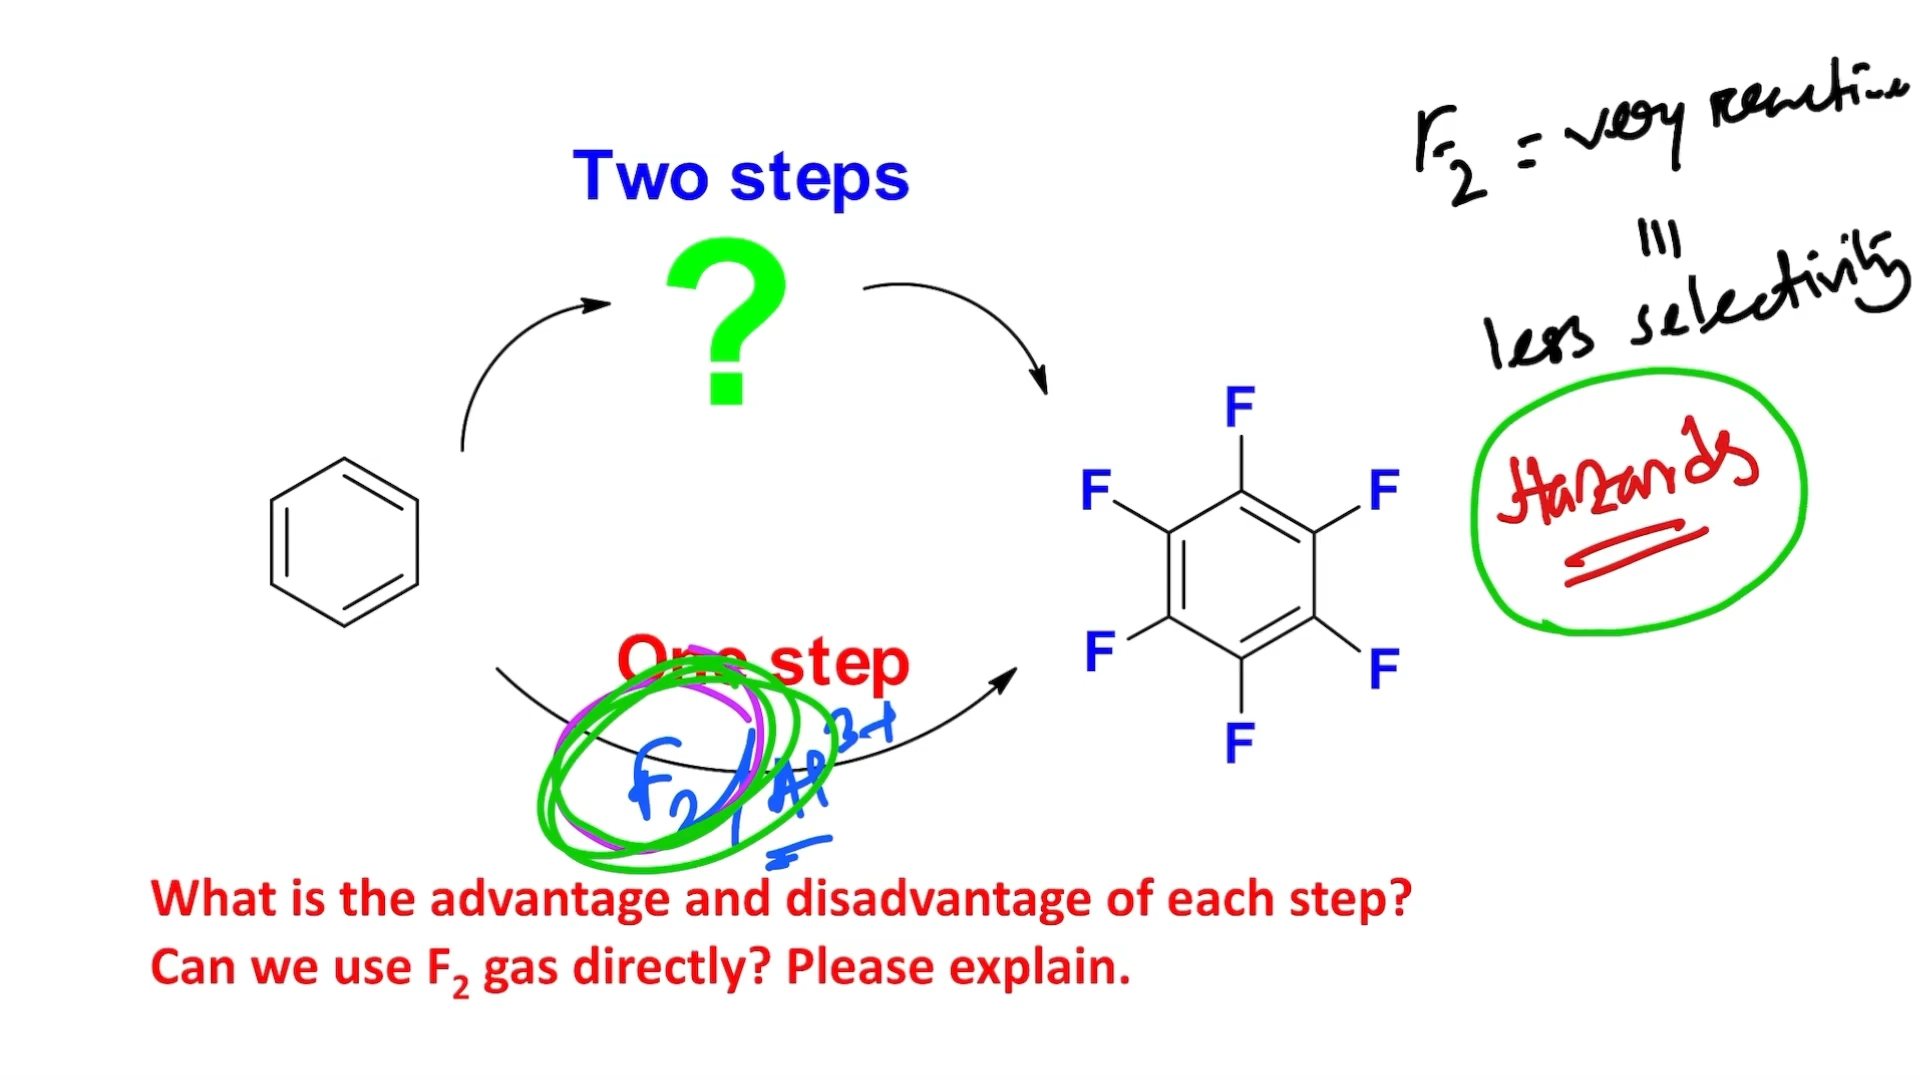 Two steps
?
F₂ = very reactive
less selectivity
Hazards
F
F
F
F
F
F
One step
F₂ / Al³⁺
What is the advantage and disadvantage of each step?
Can we use F₂ gas directly? Please explain.